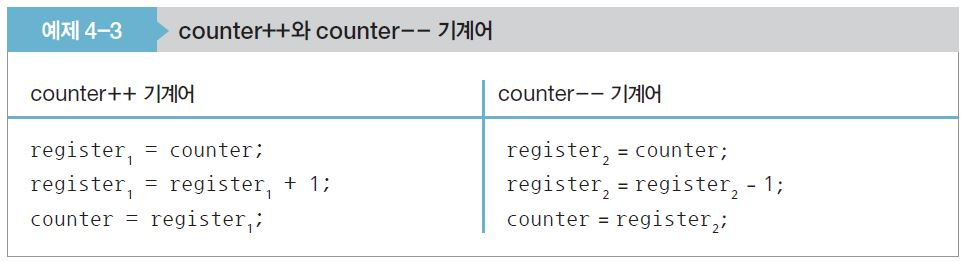 예제 4-3 counter++와 counter-- 기계어
counter++ 기계어
register₁ = counter;
register₁ = register₁ + 1;
counter = register₁;
counter-- 기계어
register₂ = counter;
register₂ = register₂ - 1;
counter = register₂;